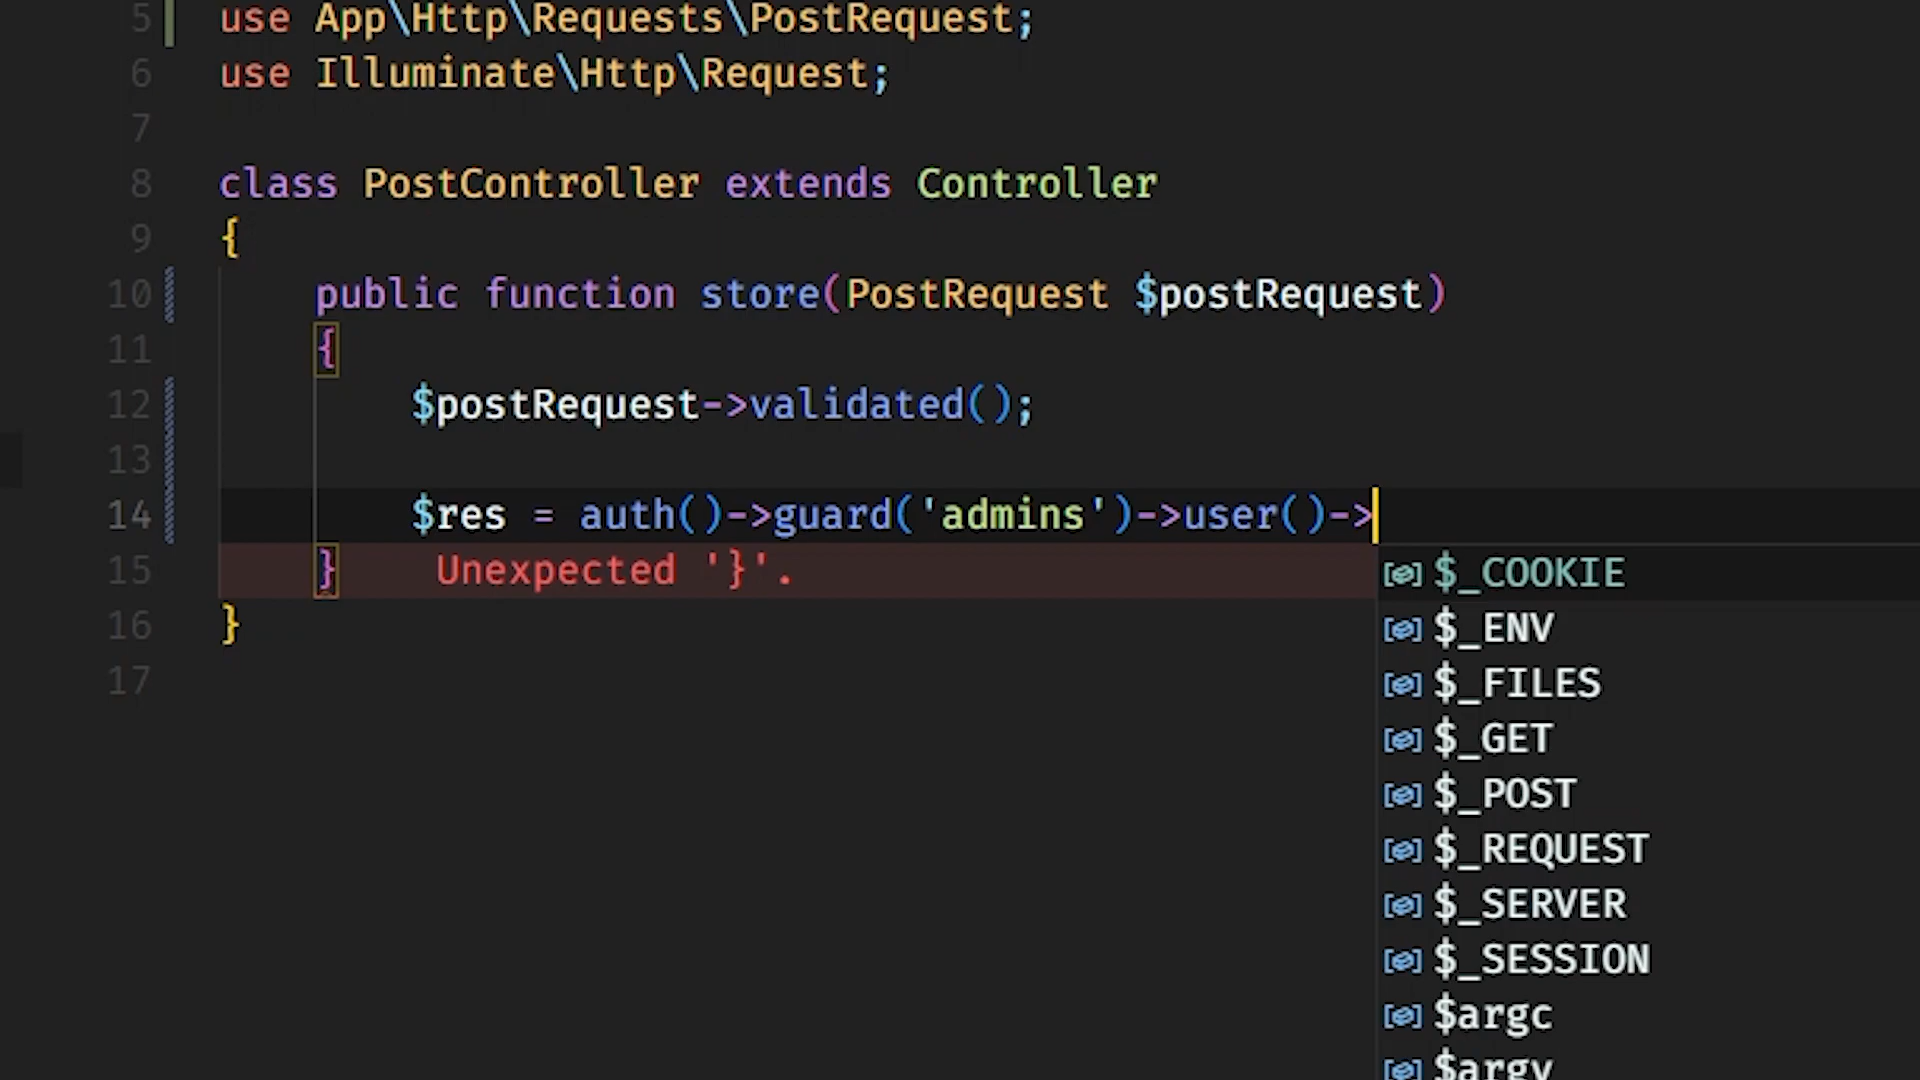 5 use App\Http\Requests\PostRequest;
6 use Illuminate\Http\Request;
7
8 class PostController extends Controller
9 {
10 public function store(PostRequest $postRequest)
11 {
12 $postRequest->validated();
13
14 $res = auth()->guard('admins')->user()->
15 } Unexpected '}'.
16 }
17
$_COOKIE
$_ENV
$_FILES
$_GET
$_POST
$_REQUEST
$_SERVER
$_SESSION
$argc
$argv